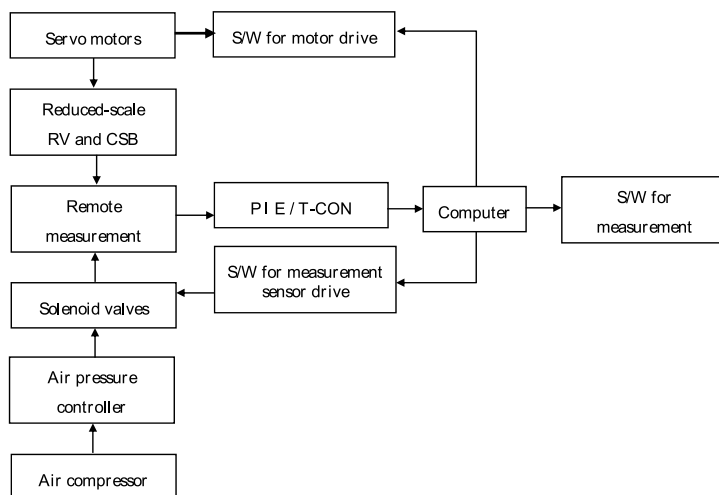 Servo motors
S/W for motor drive
Reduced-scale
RV and CSB
Remote
measurement
P I E / T-CON
Computer
S/W for
measurement
S/W for measurement
sensor drive
Solenoid valves
Air pressure
controller
Air compressor